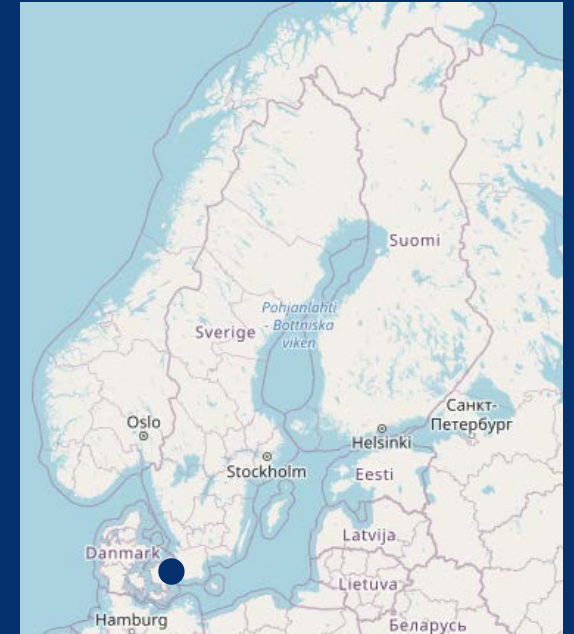 Suomi
Pohjanlahti
- Bottniska
viken
Sverige
Санкт-
Петербург
Oslo
Helsinki
Stockholm
Eesti
Latvija
Danmark
Lietuva
Hamburg
Беларусь